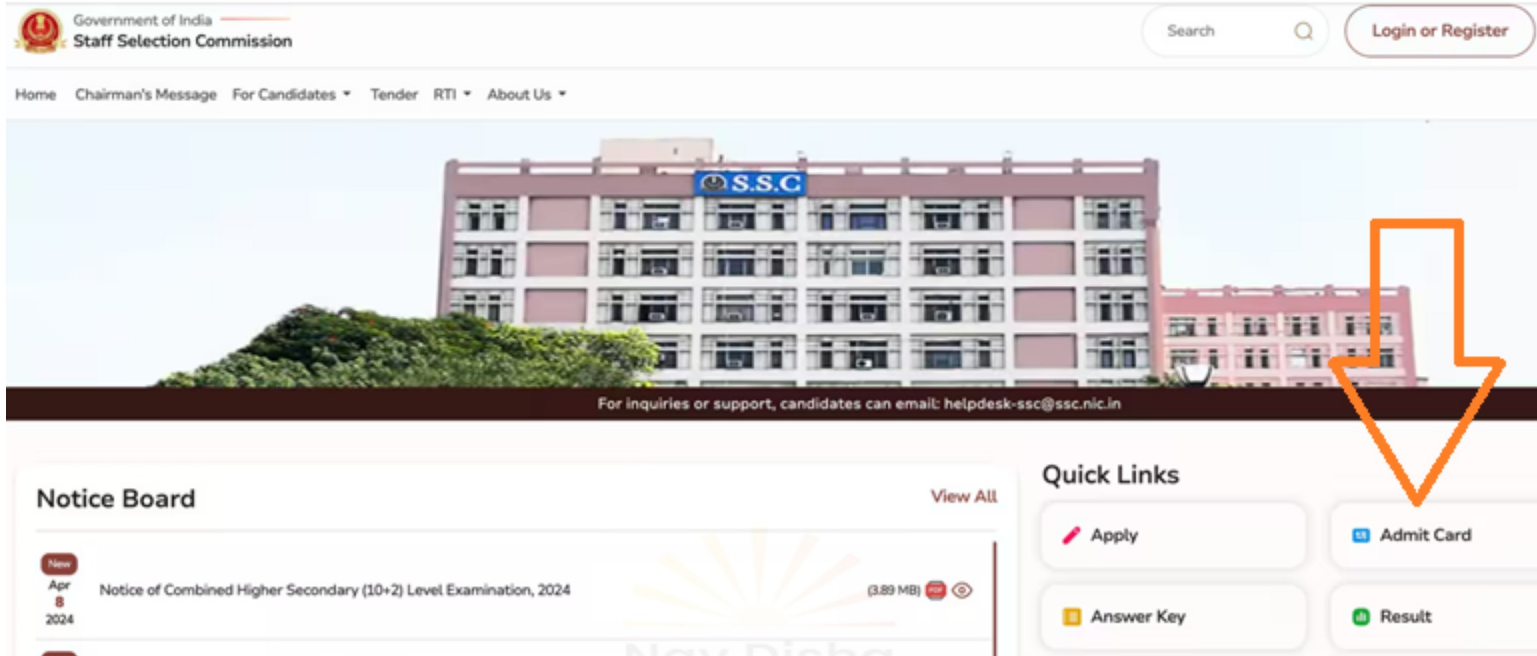 Government of India
Staff Selection Commission
Search
Login or Register
Home Chairman's Message For Candidates Tender RTI About Us
S.S.C
For inquiries or support, candidates can email: helpdesk-ssc@ssc.nic.in
Notice Board
View All
New
Apr
8
2024
Notice of Combined Higher Secondary (10+2) Level Examination, 2024
(3.89 MB)
PDF
Quick Links
Apply
Admit Card
Answer Key
Result